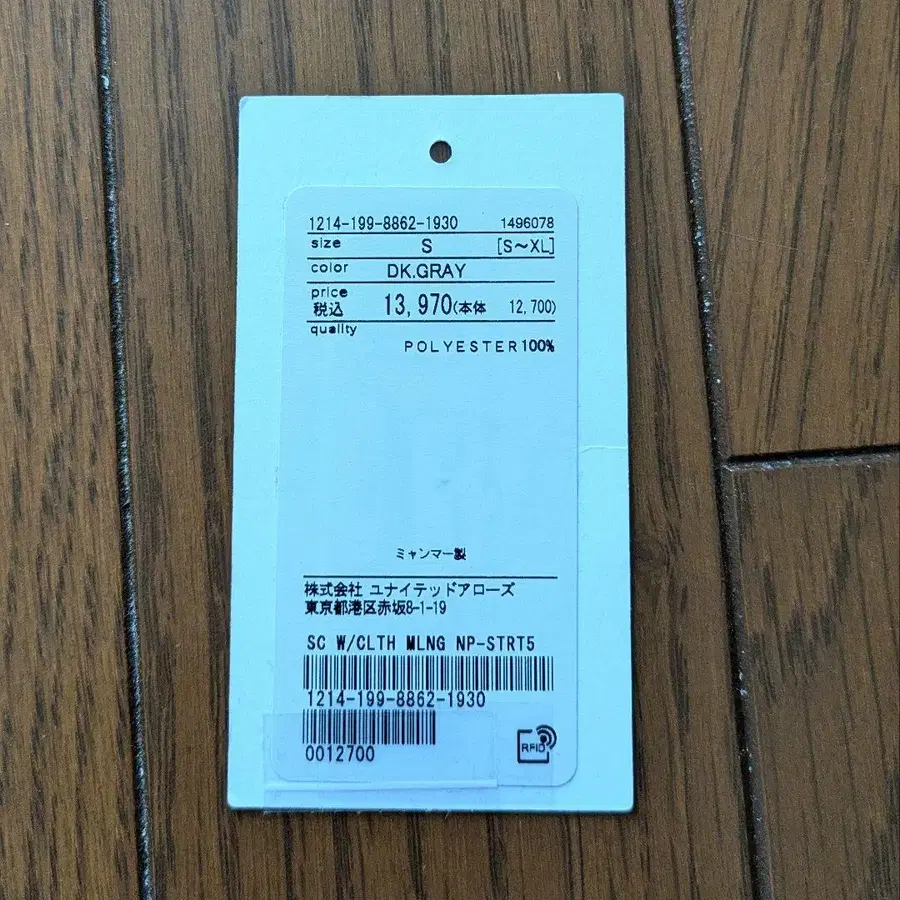 1214-199-8862-1930 1496078
size S [S～XL]
color DK.GRAY
price
税込 13,970(本体 12,700)
quality
POLYESTER100%
ミャンマー製
株式会社 ユナイテッドアローズ
東京都港区赤坂8-1-19
SC W/CLTH MLNG NP-STRT5
1214-199-8862-1930
0012700
RFID